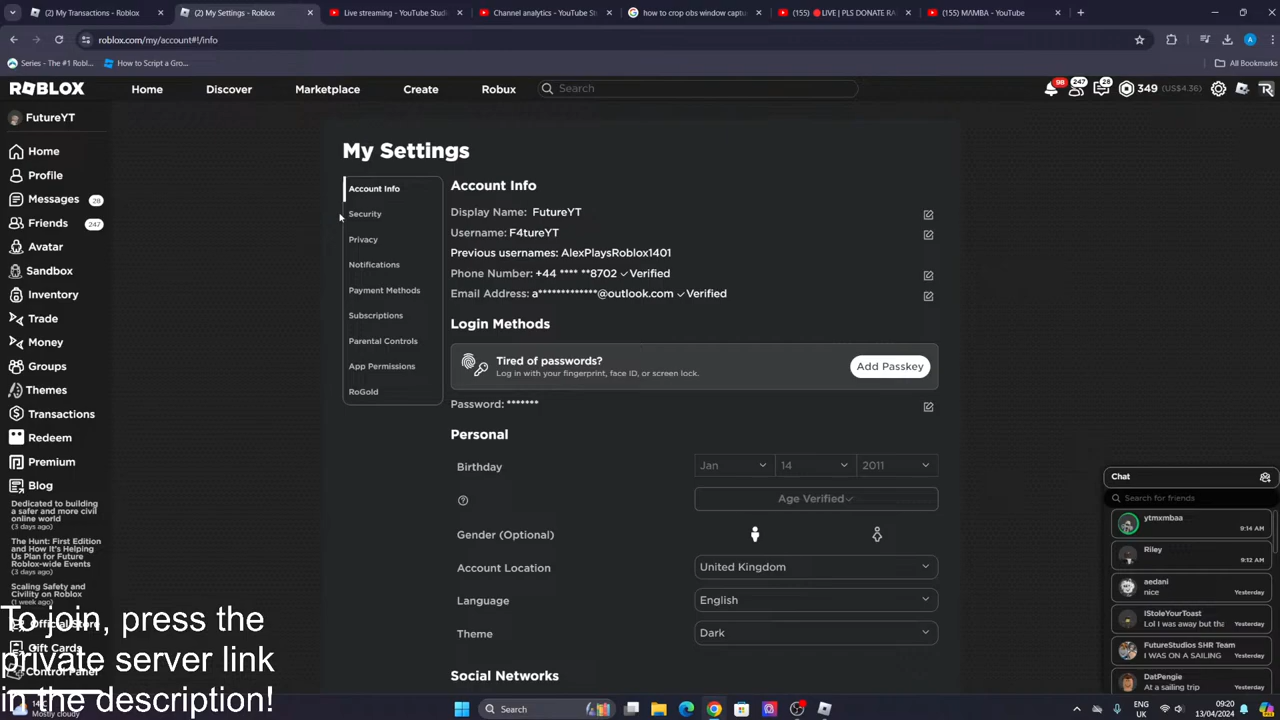 (2) My Transactions - Roblox
(2) My Settings - Roblox
Live streaming - YouTube Studi
Channel analytics - YouTube St
how to crop obs window captu
(155) 🔴LIVE | PLS DONATE RA
(155) MΛMBA - YouTube
roblox.com/my/account#!/info
Series - The #1 Robl...
How to Script a Gro...
All Bookmarks
ROBLOX
Home
Discover
Marketplace
Create
Robux
Search
98
247
28
349 (US$4.36)
FutureYT
Home
Profile
Messages 28
Friends 247
Avatar
Sandbox
Inventory
Trade
Money
Groups
Themes
Transactions
Redeem
Premium
Blog
Dedicated to building
a safer and more civil
online world
(3 days ago)
The Hunt: First Edition
and How It's Helping
Us Plan for Future
Roblox-wide Events
(3 days ago)
Scaling Safety and
Civility on Roblox
(1 week ago)
Official Store
Gift Cards
Control Panel
To join, press the
private server link
in the description!
My Settings
Account Info
Security
Privacy
Notifications
Payment Methods
Subscriptions
Parental Controls
App Permissions
RoGold
Account Info
Display Name: FutureYT
Username: F4tureYT
Previous usernames: AlexPlaysRoblox1401
Phone Number: +44 **** **8702 ✓Verified
Email Address: a*************@outlook.com ✓Verified
Login Methods
Tired of passwords?
Log in with your fingerprint, face ID, or screen lock.
Add Passkey
Password: *******
Personal
Birthday
Jan
14
2011
Age Verified✓
Gender (Optional)
Account Location
United Kingdom
Language
English
Theme
Dark
Social Networks
Chat
Search for friends
ytmxmbaa
9:14 AM
Riley
9:12 AM
aedani
nice
Yesterday
IStoleYourToast
Lol I was away but tha
Yesterday
FutureStudios SHR Team
I WAS ON A SAILING
Yesterday
DatPengie
At a sailing trip
Yesterday
Mostly cloudy
Search
ENG
UK
09:20
13/04/2024